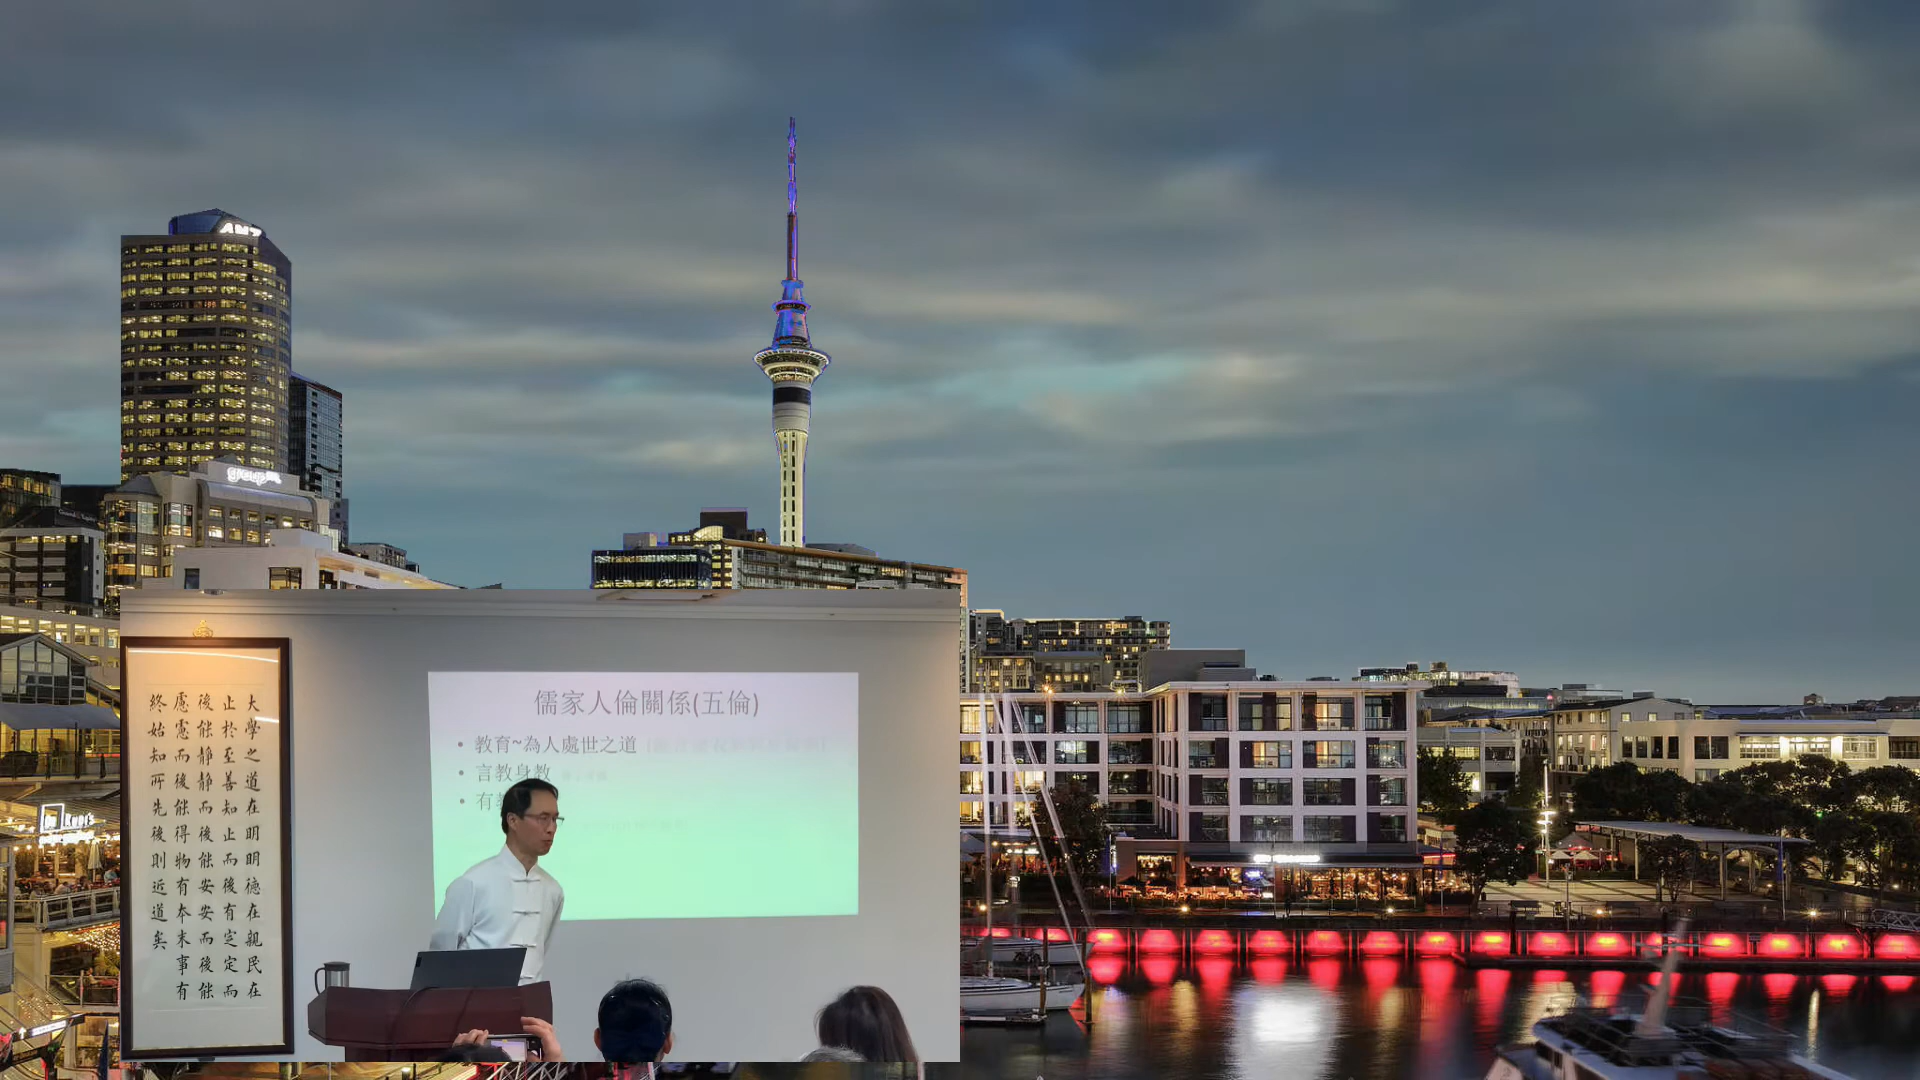 ANZ
儒家人倫關係(五倫)
• 教育~為人處世之道
• 言教身教
• 有
大學之道在明明德在親民在
止於至善知止而後有定定而
後能靜靜而後能安安而後能
慮慮而後能得物有本末事有
終始知所先後則近道矣